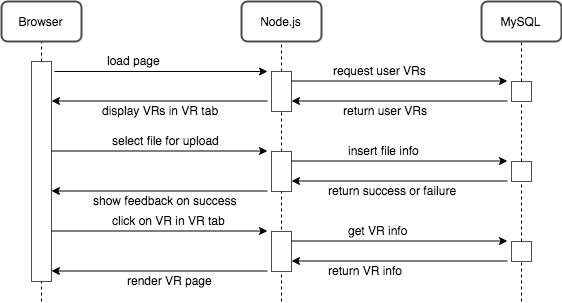 Browser
Node.js
MySQL
load page
request user VRs
display VRs in VR tab
return user VRs
select file for upload
insert file info
return success or failure
show feedback on success
click on VR in VR tab
get VR info
return VR info
render VR page